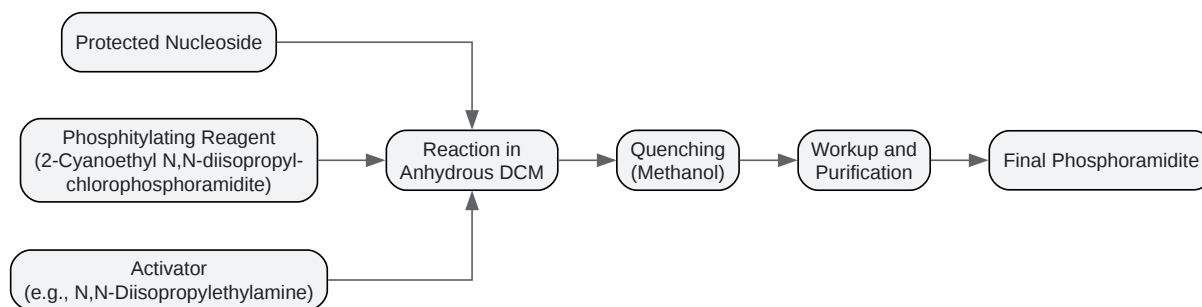 Protected Nucleoside
Phosphitylating Reagent
(2-Cyanoethyl N,N-diisopropyl-
chlorophosphoramidite)
Activator
(e.g., N,N-Diisopropylethylamine)
Reaction in
Anhydrous DCM
Quenching
(Methanol)
Workup and
Purification
Final Phosphoramidite